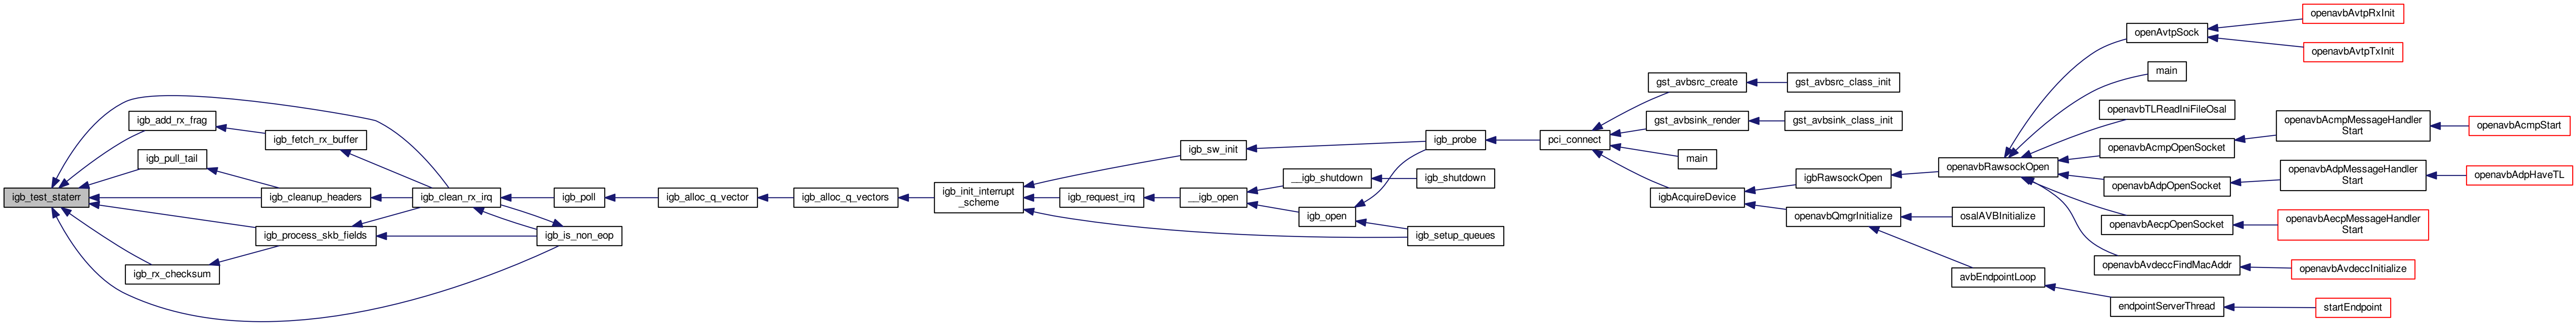 igb_test_staterr
igb_add_rx_frag
igb_pull_tail
igb_rx_checksum
igb_fetch_rx_buffer
igb_cleanup_headers
igb_process_skb_fields
igb_clean_rx_irq
igb_is_non_eop
igb_poll
igb_alloc_q_vector
igb_alloc_q_vectors
igb_init_interrupt
_scheme
igb_request_irq
igb_sw_init
__igb_open
__igb_shutdown
igb_open
igb_probe
igb_shutdown
igb_setup_queues
pci_connect
gst_avbsrc_create
gst_avbsink_render
main
igbAcquireDevice
gst_avbsrc_class_init
gst_avbsink_class_init
igbRawsockOpen
openavbQmgrInitialize
openavbRawsockOpen
osalAVBInitialize
avbEndpointLoop
openAvtpSock
main
openavbTLReadIniFileOsal
openavbAcmpOpenSocket
openavbAdpOpenSocket
openavbAecpOpenSocket
openavbAvdeccFindMacAddr
endpointServerThread
openavbAvtpRxInit
openavbAvtpTxInit
openavbAcmpMessageHandler
Start
openavbAdpMessageHandler
Start
openavbAecpMessageHandler
Start
openavbAvdeccInitialize
startEndpoint
openavbAcmpStart
openavbAdpHaveTL